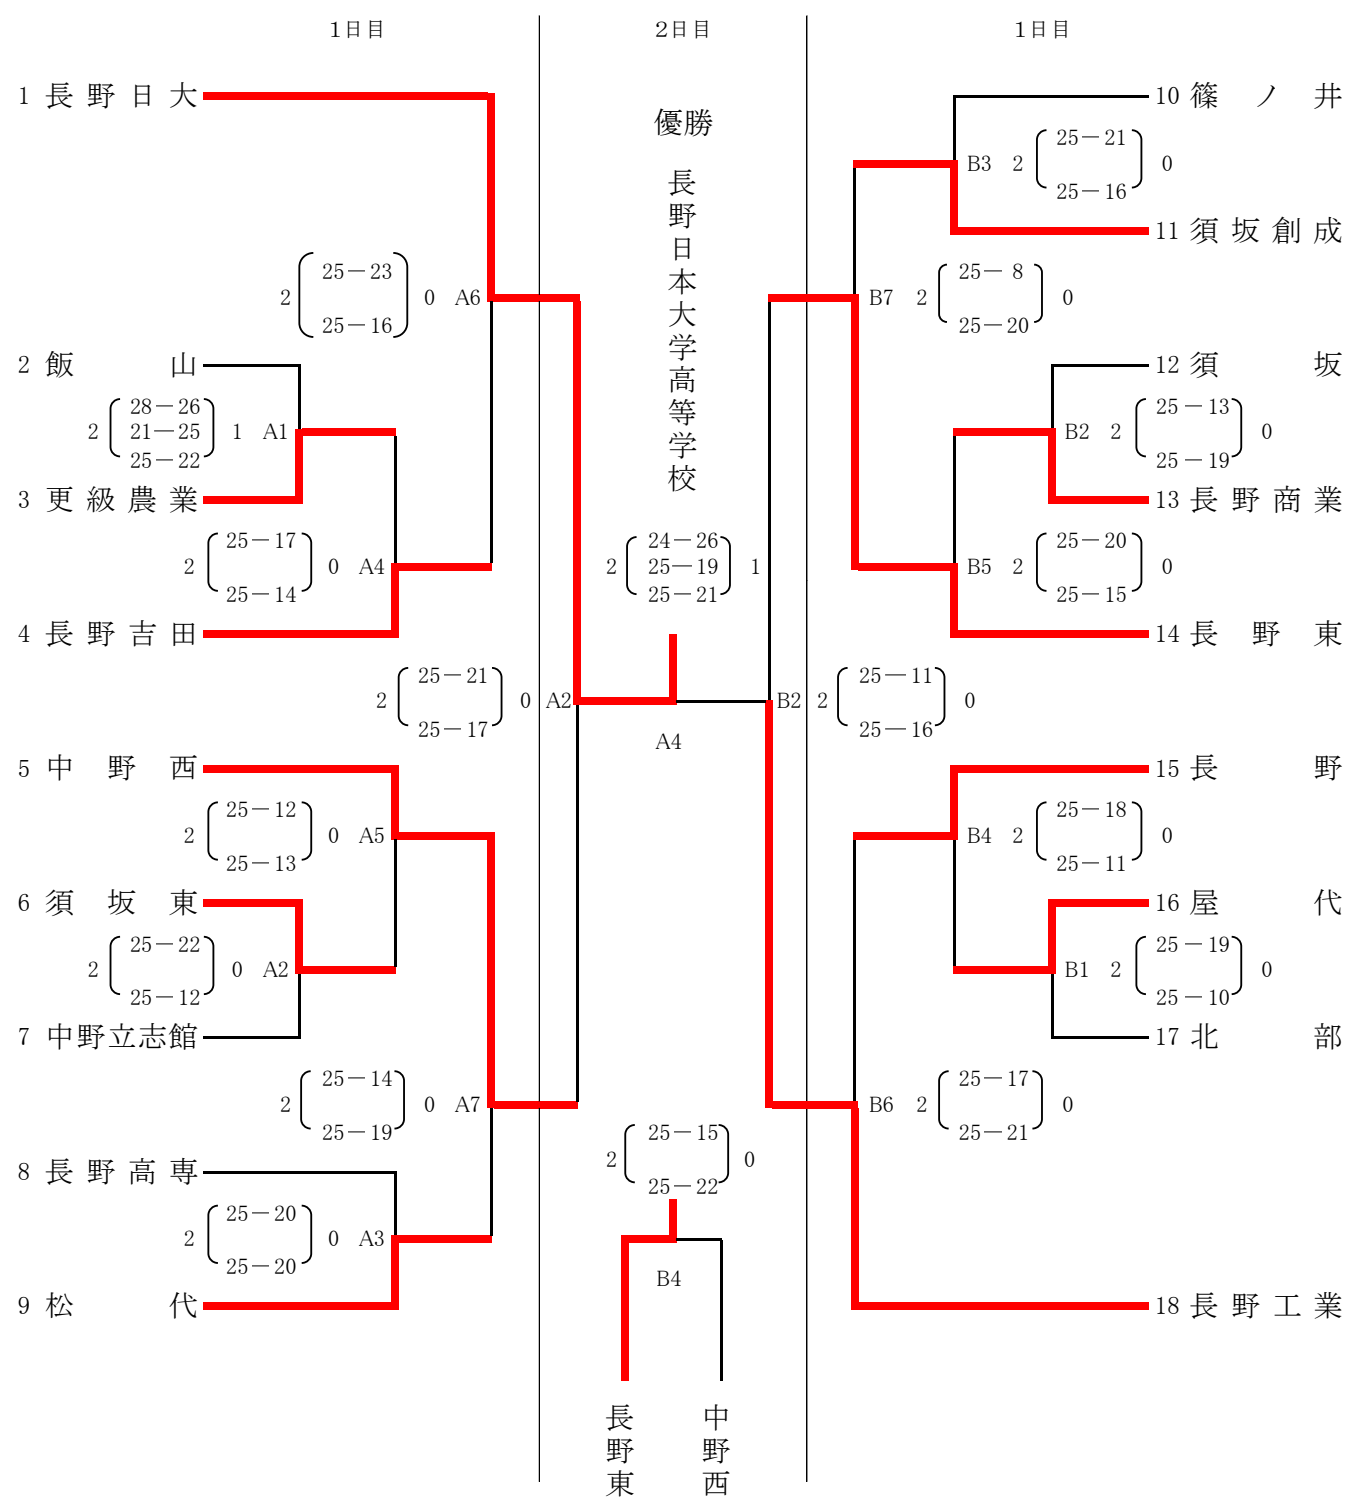 1日目
2日目
1日目
1 長野日大
優勝
長野日本大学高等学校
25－23
2 0 A6
25－16
2 飯山
28－26
2 21－25 1 A1
25－22
3 更級農業
25－17
2 0 A4
25－14
4 長野吉田
25－21
2 0 A2
25－17
5 中野西
25－12
2 0 A5
25－13
6 須坂東
25－22
2 0 A2
25－12
7 中野立志館
25－14
2 0 A7
25－19
8 長野高専
25－20
2 0 A3
25－20
9 松代
24－26
2 25－19 1
25－21
A4
25－15
2 0
25－22
B4
長野東
中野西
10 篠ノ井
25－21
B3 2 0
25－16
11 須坂創成
25－ 8
B7 2 0
25－20
12 須坂
25－13
B2 2 0
25－19
13 長野商業
25－20
B5 2 0
25－15
14 長野東
25－11
B2 2 0
25－16
15 長野
25－18
B4 2 0
25－11
16 屋代
25－19
B1 2 0
25－10
17 北部
25－17
B6 2 0
25－21
18 長野工業